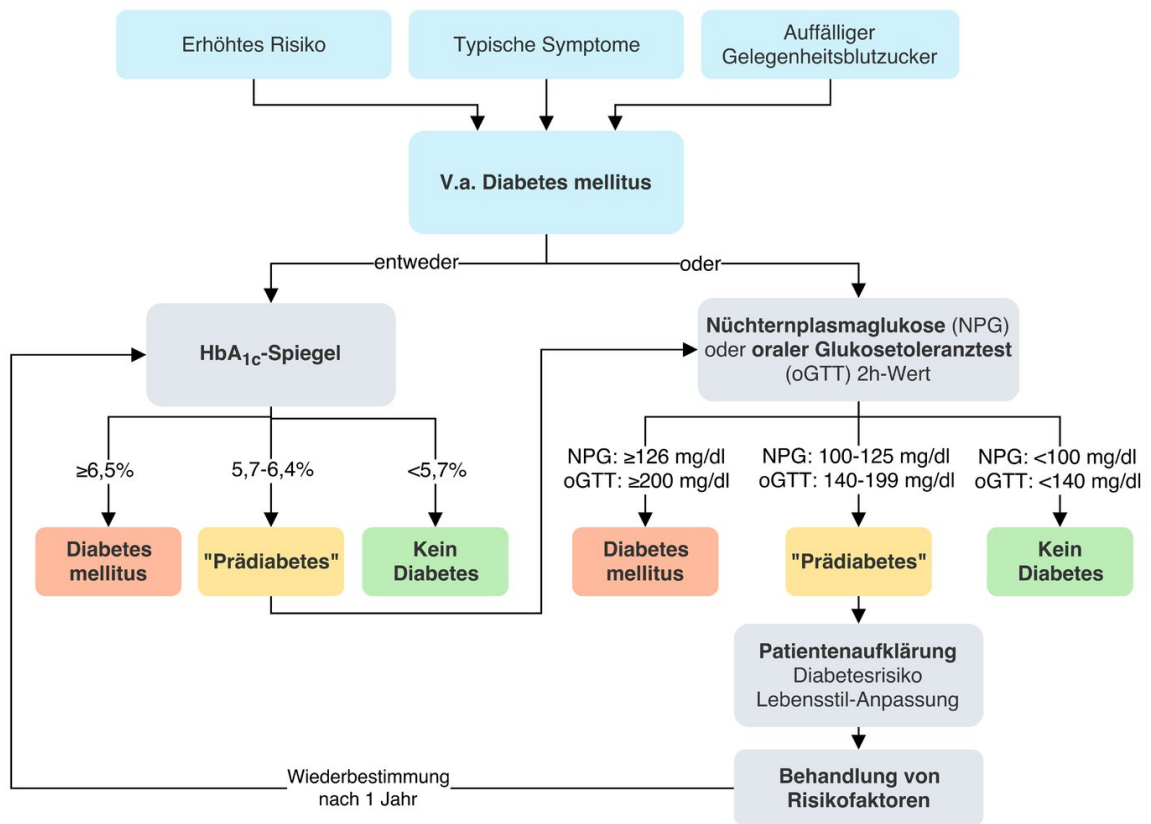 Erhöhtes Risiko
Typische Symptome
Auffälliger
Gelegenheitsblutzucker
V.a. Diabetes mellitus
entweder
oder
HbA1c-Spiegel
Nüchternplasmaglukose (NPG)
oder oraler Glukosetoleranztest
(oGTT) 2h-Wert
≥6,5%
5,7-6,4%
<5,7%
NPG: ≥126 mg/dl
oGTT: ≥200 mg/dl
NPG: 100-125 mg/dl
oGTT: 140-199 mg/dl
NPG: <100 mg/dl
oGTT: <140 mg/dl
Diabetes
mellitus
"Prädiabetes"
Kein
Diabetes
Diabetes
mellitus
"Prädiabetes"
Kein
Diabetes
Patientenaufklärung
Diabetesrisiko
Lebensstil-Anpassung
Behandlung von
Risikofaktoren
Wiederbestimmung
nach 1 Jahr